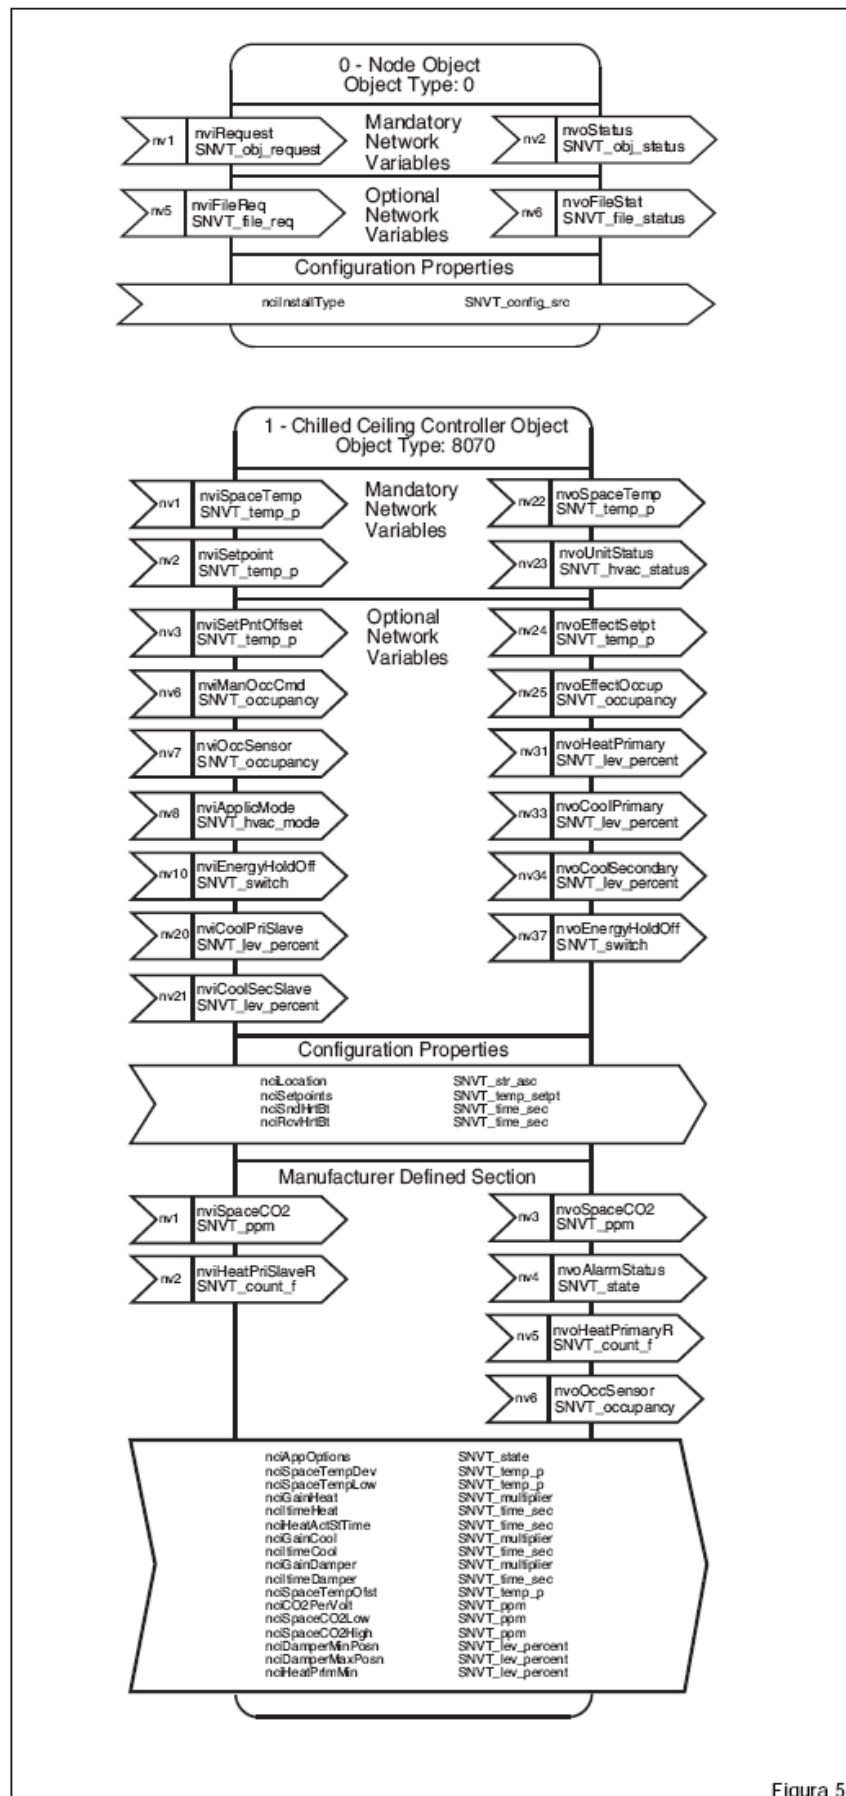 0 - Node Object
Object Type: 0
nv1
nviRequest
SNVT_obj_request
Mandatory
Network
Variables
nv2
nvoStatus
SNVT_obj_status
nv5
nviFileReq
SNVT_file_req
Optional
Network
Variables
nv6
nvoFileStat
SNVT_file_status
Configuration Properties
nciInstallType SNVT_config_src
1 - Chilled Ceiling Controller Object
Object Type: 8070
nv1
nviSpaceTemp
SNVT_temp_p
Mandatory
Network
Variables
nv22
nvoSpaceTemp
SNVT_temp_p
nv2
nviSetpoint
SNVT_temp_p
nv23
nvoUnitStatus
SNVT_hvac_status
nv3
nviSetPntOffset
SNVT_temp_p
Optional
Network
Variables
nv24
nvoEffectSetpt
SNVT_temp_p
nv6
nviManOccCmd
SNVT_occupancy
nv25
nvoEffectOccup
SNVT_occupancy
nv7
nviOccSensor
SNVT_occupancy
nv31
nvoHeatPrimary
SNVT_lev_percent
nv8
nviApplicMode
SNVT_hvac_mode
nv33
nvoCoolPrimary
SNVT_lev_percent
nv10
nviEnergyHoldOff
SNVT_switch
nv34
nvoCoolSecondary
SNVT_lev_percent
nv20
nviCoolPriSlave
SNVT_lev_percent
nv37
nvoEnergyHoldOff
SNVT_switch
nv21
nviCoolSecSlave
SNVT_lev_percent
Configuration Properties
nciLocation SNVT_str_asc
nciSetpoints SNVT_temp_setpt
nciSndHrtBt SNVT_time_sec
nciRcvHrtBt SNVT_time_sec
Manufacturer Defined Section
nv1
nviSpaceCO2
SNVT_ppm
nv3
nvoSpaceCO2
SNVT_ppm
nv2
nviHeatPriSlaveR
SNVT_count_f
nv4
nvoAlarmStatus
SNVT_state
nv5
nvoHeatPrimaryR
SNVT_count_f
nv6
nvoOccSensor
SNVT_occupancy
nciAppOptions SNVT_state
nciSpaceTempDev SNVT_temp_p
nciSpaceTempLow SNVT_temp_p
nciGainHeat SNVT_multiplier
nciItimeHeat SNVT_time_sec
nciHeatActStTime SNVT_time_sec
nciGainCool SNVT_multiplier
nciItimeCool SNVT_time_sec
nciGainDamper SNVT_multiplier
nciItimeDamper SNVT_time_sec
nciSpaceTempOfst SNVT_temp_p
nciCO2PerVolt SNVT_ppm
nciSpaceCO2Low SNVT_ppm
nciSpaceCO2High SNVT_ppm
nciDamperMinPosn SNVT_lev_percent
nciDamperMaxPosn SNVT_lev_percent
nciHeatPrfmMin SNVT_lev_percent
Figura 5